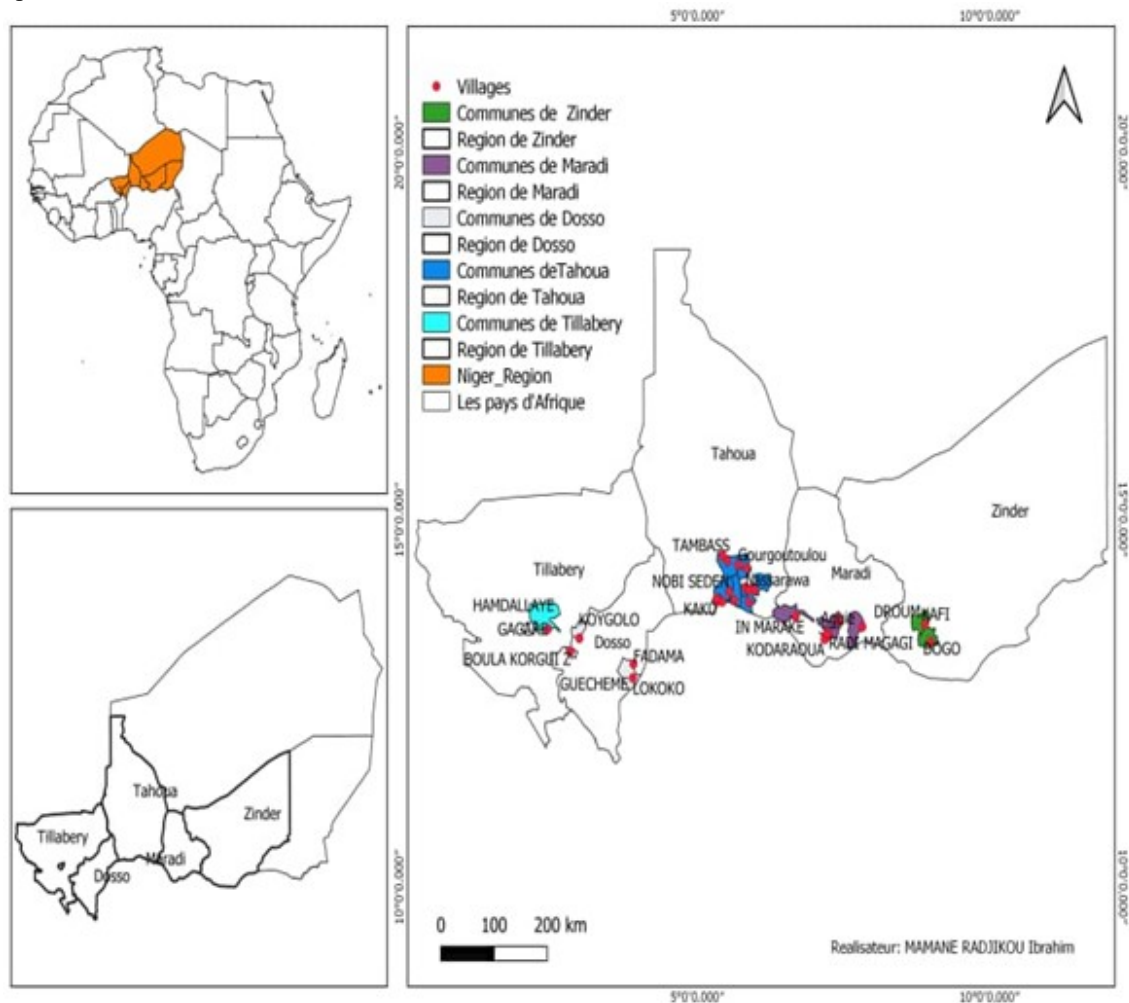 5°0'0.000"
10°0'0.000"
20°0'0.000"
20°0'0.000"
Villages
Communes de Zinder
Region de Zinder
Communes de Maradi
Region de Maradi
Communes de Dosso
Region de Dosso
Communes deTahoua
Region de Tahoua
Communes de Tillabery
Region de Tillabery
Niger_Region
Les pays d'Afrique
15°0'0.000"
15°0'0.000"
Tahoua
Zinder
TAMBASS
Gourgoutoulou
Tillabery
Maradi
NOBI SEDEN
HAMDALLAYE
KAKO
DROUM
KOYGOLO
IN MARAKE
Dosso
KODARAOUA
RADI MAGAGI
DOGO
BOULA KORGUI Z
FADAMA
GUECHEME
LOKOKO
Tahoua
Zinder
Tillabery
Maradi
Dosso
10°0'0.000"
10°0'0.000"
0 100 200 km
Realisateur: MAMANE RADJIKOU Ibrahim
5°0'0.000"
10°0'0.000"